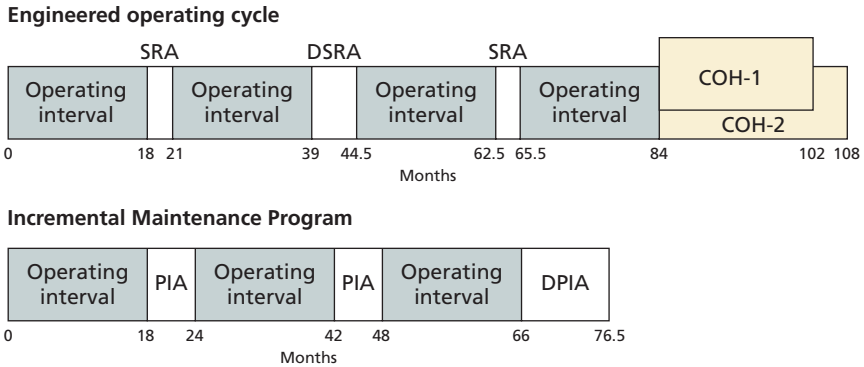 Engineered operating cycle
SRA DSRA SRA
Operating interval
Operating interval
Operating interval
Operating interval
COH-1
COH-2
0 18 21 39 44.5 62.5 65.5 84 102 108
Months
Incremental Maintenance Program
Operating interval
PIA
Operating interval
PIA
Operating interval
DPIA
0 18 24 42 48 66 76.5
Months